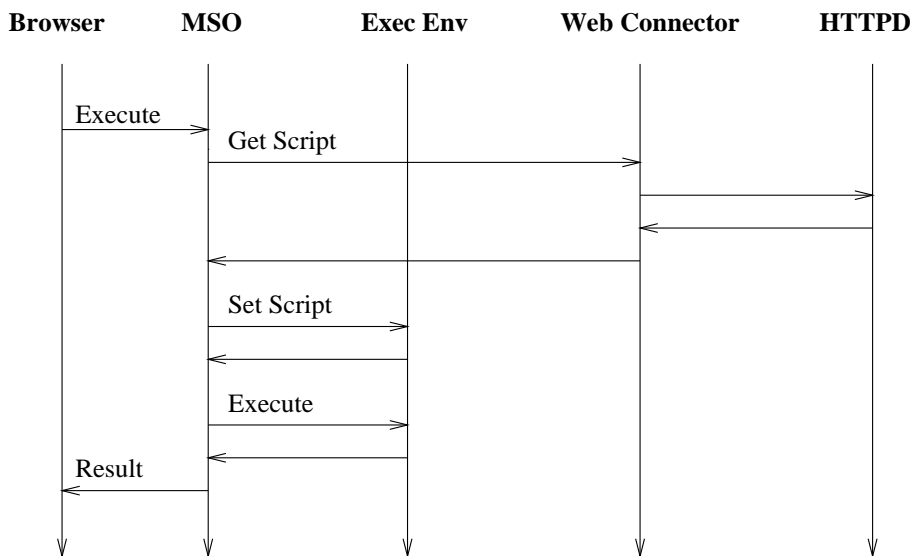 Browser MSO Exec Env Web Connector HTTPD
Execute
Get Script
Set Script
Execute
Result